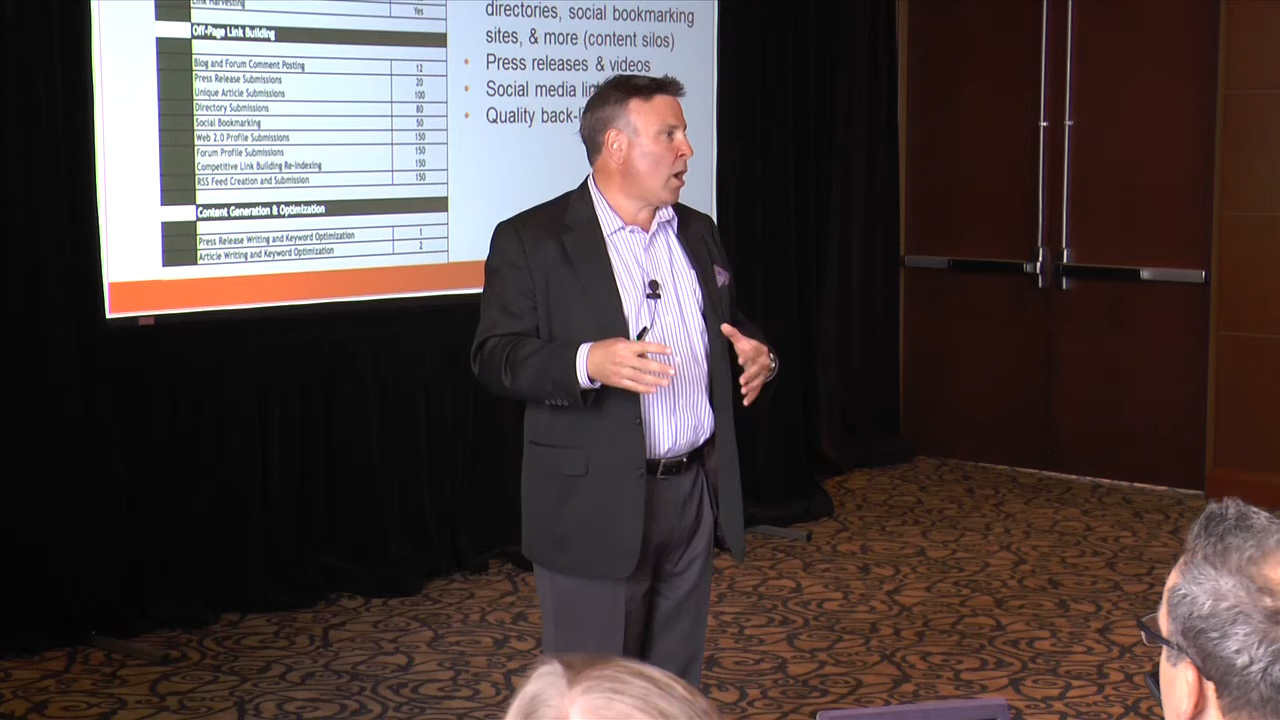 Link Harvesting Yes
Off-Page Link Building
Blog and Forum Comment Posting 12
Press Release Submissions 20
Unique Article Submissions 100
Directory Submissions 80
Social Bookmarking 50
Web 2.0 Profile Submissions 150
Forum Profile Submissions 150
Competitive Link Building Re-Indexing 150
RSS Feed Creation and Submission 150
Content Generation & Optimization
Press Release Writing and Keyword Optimization 1
Article Writing and Keyword Optimization 2
directories, social bookmarking
sites, & more (content silos)
• Press releases & videos
• Social media
• Quality